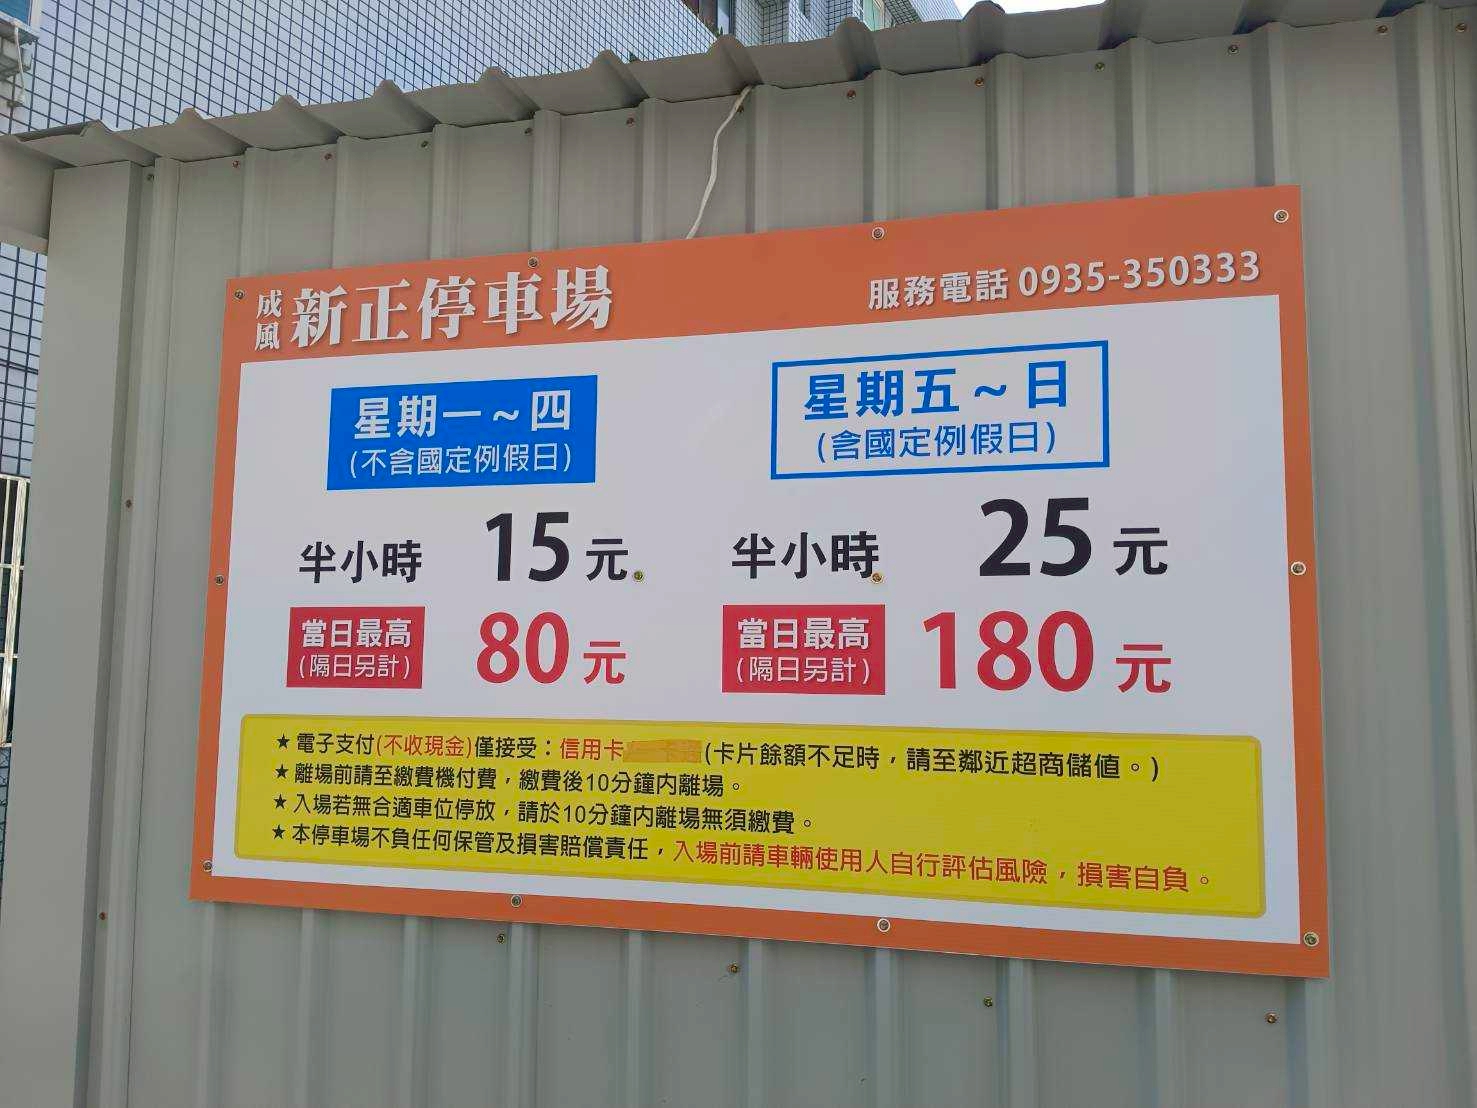 成風 新正停車場
服務電話 0935-350333
星期一~四
(不含國定例假日)
半小時 15元
當日最高 80元
(隔日另計)
星期五~日
(含國定例假日)
半小時 25元
當日最高 180元
(隔日另計)
★電子支付(不收現金)僅接受：信用卡(卡片餘額不足時，請至鄰近超商儲值。)
★離場前請至繳費機付費，繳費後10分鐘內離場。
★入場若無合適車位停放，請於10分鐘內離場無須繳費。
★本停車場不負任何保管及損害賠償責任，入場前請車輛使用人自行評估風險，損害自負。